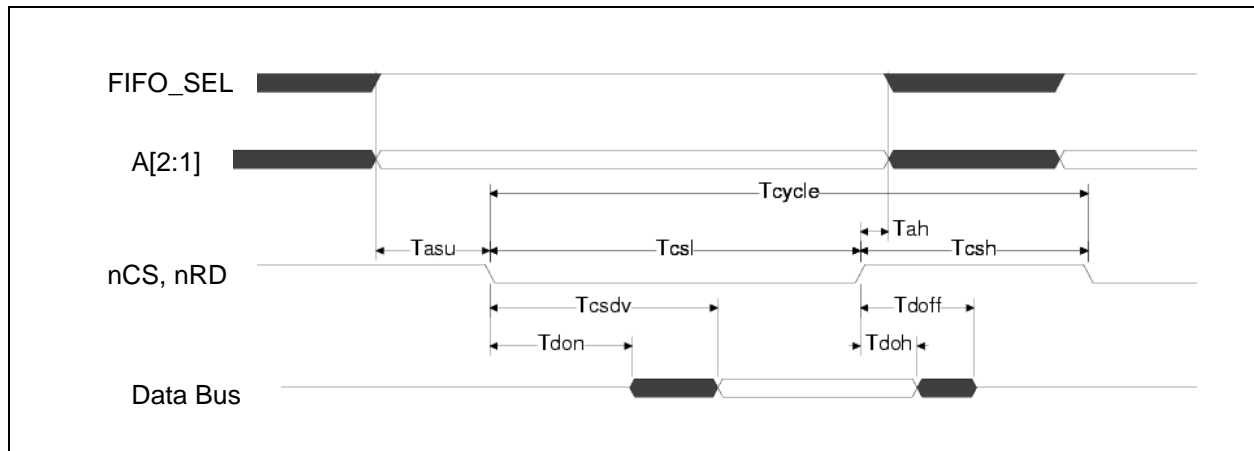 FIFO_SEL
A[2:1]
Tcycle
Tah
Tasu
Tcsl
Tcsh
nCS, nRD
Tcsdv
Tdoff
Tdon
Tdoh
Data Bus